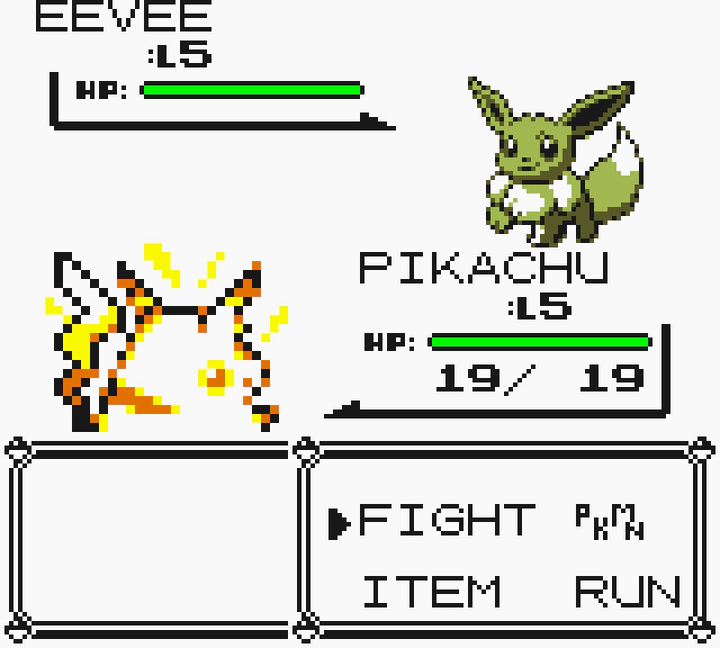 EEVEE
:L5
HP:
PIKACHU
:L5
HP:
19/ 19
FIGHT PKMN
ITEM RUN